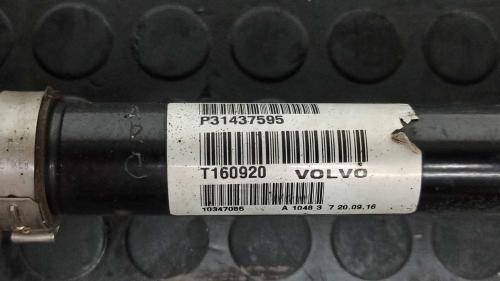 P31437595
T160920 VOLVO
10347085 A 1048 3 7 20.09.16